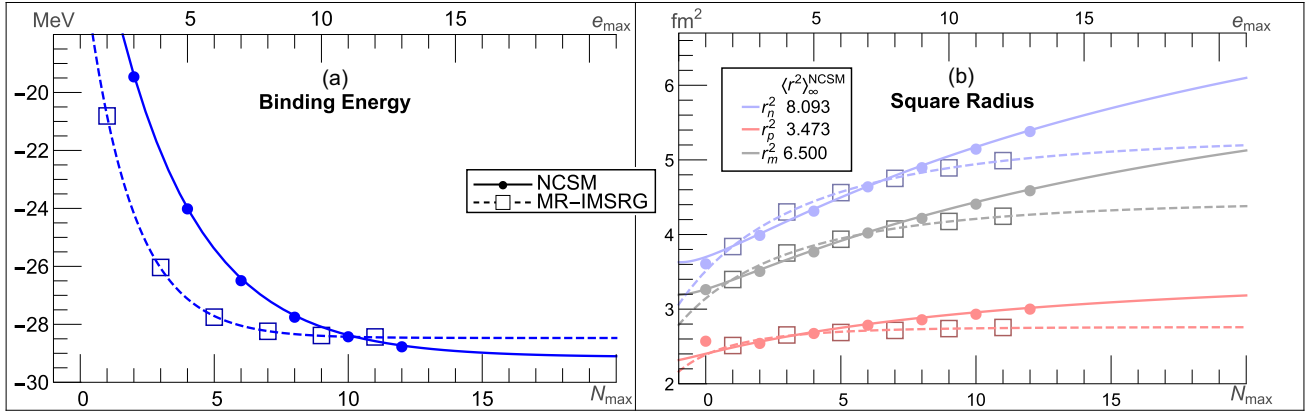 MeV 5 10 15 e_max
(a)
Binding Energy
−20
−22
−24
−26
−28
−30
0 5 10 15 N_max
NCSM
MR−IMSRG
fm² 5 10 15 e_max
(b)
Square Radius
⟨r²⟩∞^NCSM
r_n² 8.093
r_p² 3.473
r_m² 6.500
6
5
4
3
2
0 5 10 15 N_max